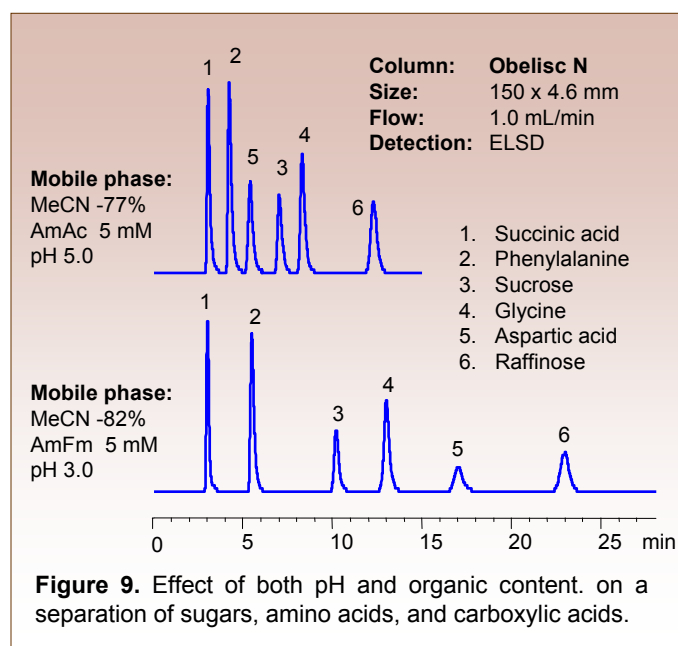 Column: Obelisc N
Size: 150 x 4.6 mm
Flow: 1.0 mL/min
Detection: ELSD
1
2
5
3
4
6
Mobile phase:
MeCN -77%
AmAc 5 mM
pH 5.0
1. Succinic acid
2. Phenylalanine
3. Sucrose
4. Glycine
5. Aspartic acid
6. Raffinose
1
2
3
4
5
6
Mobile phase:
MeCN -82%
AmFm 5 mM
pH 3.0
0 5 10 15 20 25 min
Figure 9. Effect of both pH and organic content. on a
separation of sugars, amino acids, and carboxylic acids.